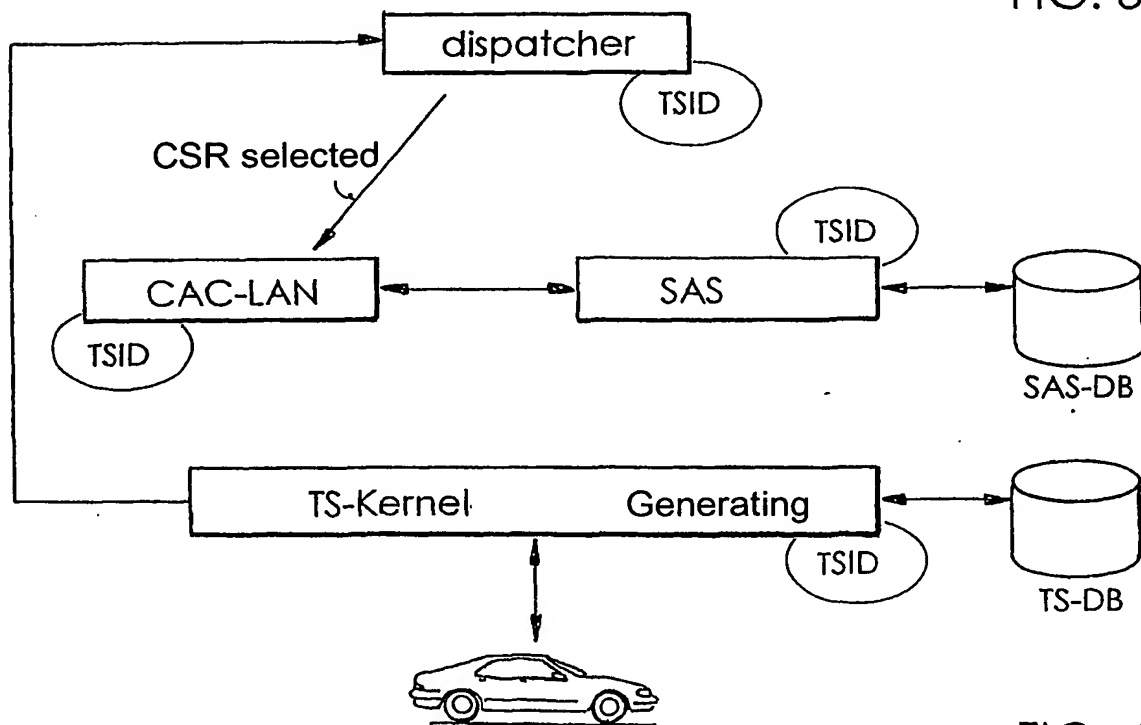 dispatcher
TSID
CSR selected
TSID
CAC-LAN
SAS
TSID
SAS-DB
TS-Kernel Generating
TSID
TS-DB